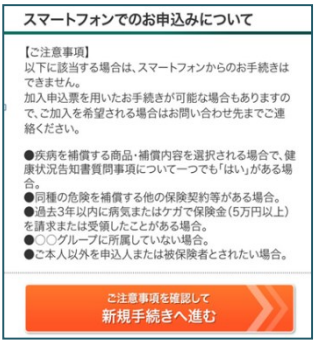 スマートフォンでのお申込みについて
【ご注意事項】
以下に該当する場合は、スマートフォンからのお手続きは
できません。
加入申込票を用いたお手続きが可能な場合もありますの
で、ご加入を希望される場合はお問い合わせ先までご連
絡ください。
●疾病を補償する商品・補償内容を選択される場合で、健
康状況告知書質問事項について一つでも「はい」がある場
合。
●同種の危険を補償する他の保険契約等がある場合。
●過去3年以内に病気またはケガで保険金（5万円以上）
を請求または受領したことがある場合。
●○○グループに所属していない場合。
●ご本人以外を申込人または被保険者とされたい場合。
ご注意事項を確認して
新規手続きへ進む